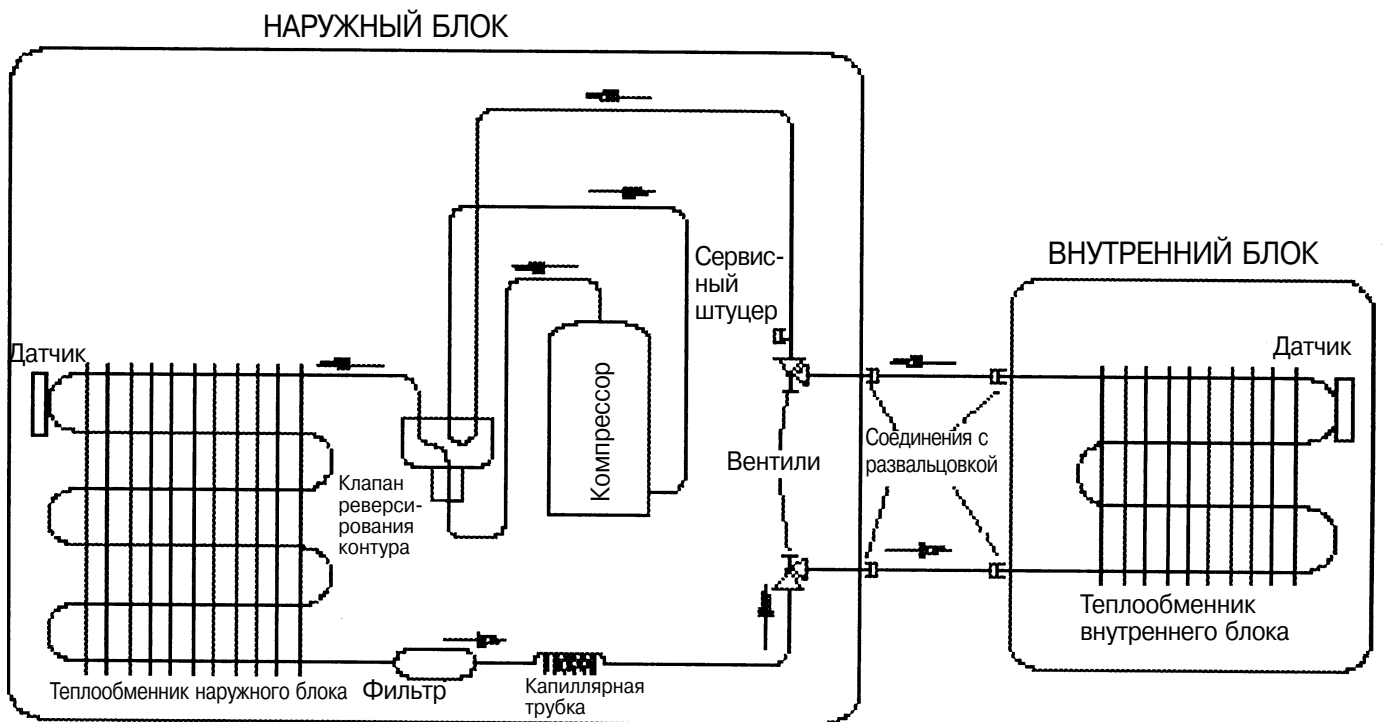 НАРУЖНЫЙ БЛОК
Сервис-
ный
штуцер
ВНУТРЕННИЙ БЛОК
Датчик
Датчик
Компрессор
Вентили
Соединения с
развальцовкой
Клапан
реверси-
рования
контура
Теплообменник
внутреннего блока
Теплообменник наружного блока
Фильтр
Капиллярная
трубка